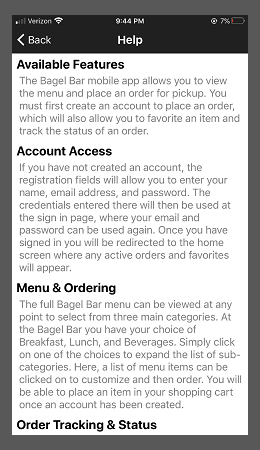 Verizon 9:44 PM 7%
Back Help
Available Features
The Bagel Bar mobile app allows you to view
the menu and place an order for pickup. You
must first create an account to place an order,
which will also allow you to favorite an item and
track the status of an order.
Account Access
If you have not created an account, the
registration fields will allow you to enter your
name, email address, and password. The
credentials entered there will then be used at
the sign in page, where your email and
password can be used again. Once you have
signed in you will be redirected to the home
screen where any active orders and favorites
will appear.
Menu & Ordering
The full Bagel Bar menu can be viewed at any
point to select from three main categories. At
the Bagel Bar you have your choice of
Breakfast, Lunch, and Beverages. Simply click
on one of the choices to expand the list of sub-
categories. Here, a list of menu items can be
clicked on to customize and then order. You will
be able to place an item in your shopping cart
once an account has been created.
Order Tracking & Status